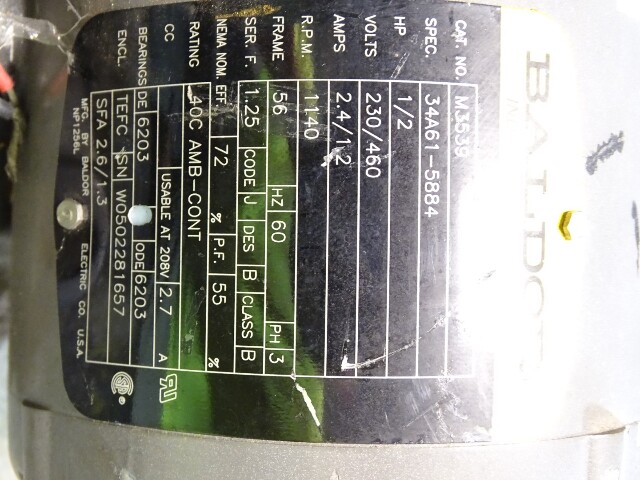 BALDOR
CAT. NO. M3539
SPEC. 34A61-5884
HP 1/2
VOLTS 230/460
AMPS 2.4/1.2
R.P.M. 1140
FRAME 56 HZ 60 PH 3
SER. F. 1.25 CODE J DES B CLASS B
NEMA NOM. EFF. 72 % P.F. 55 %
RATING 40C AMB-CONT
CC USABLE AT 208V 2.7 A
BEARINGS DE 6203 ODE 6203
ENCL. TEFC SN W0502281657
SFA 2.6/1.3
MFG. BY BALDOR ELECTRIC CO. U.S.A.
NP1256L